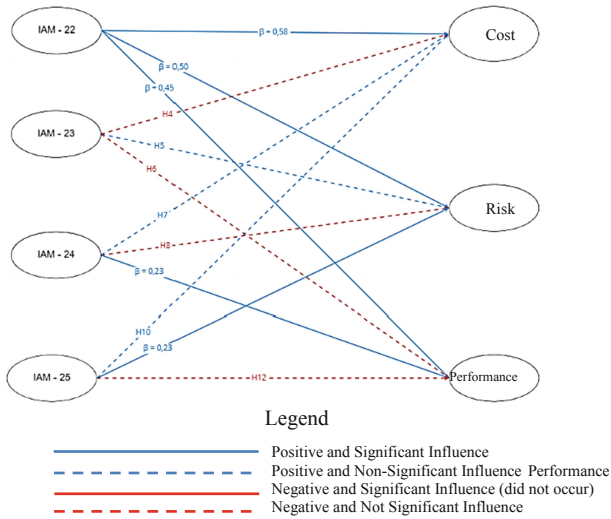 IAM - 22
β = 0,58
Cost
β = 0,50
β = 0,45
IAM - 23
H4
H5
H6
Risk
H7
IAM - 24
H8
β = 0,23
H10
β = 0,23
IAM - 25
H12
Performance
Legend
Positive and Significant Influence
Positive and Non-Significant Influence Performance
Negative and Significant Influence (did not occur)
Negative and Not Significant Influence